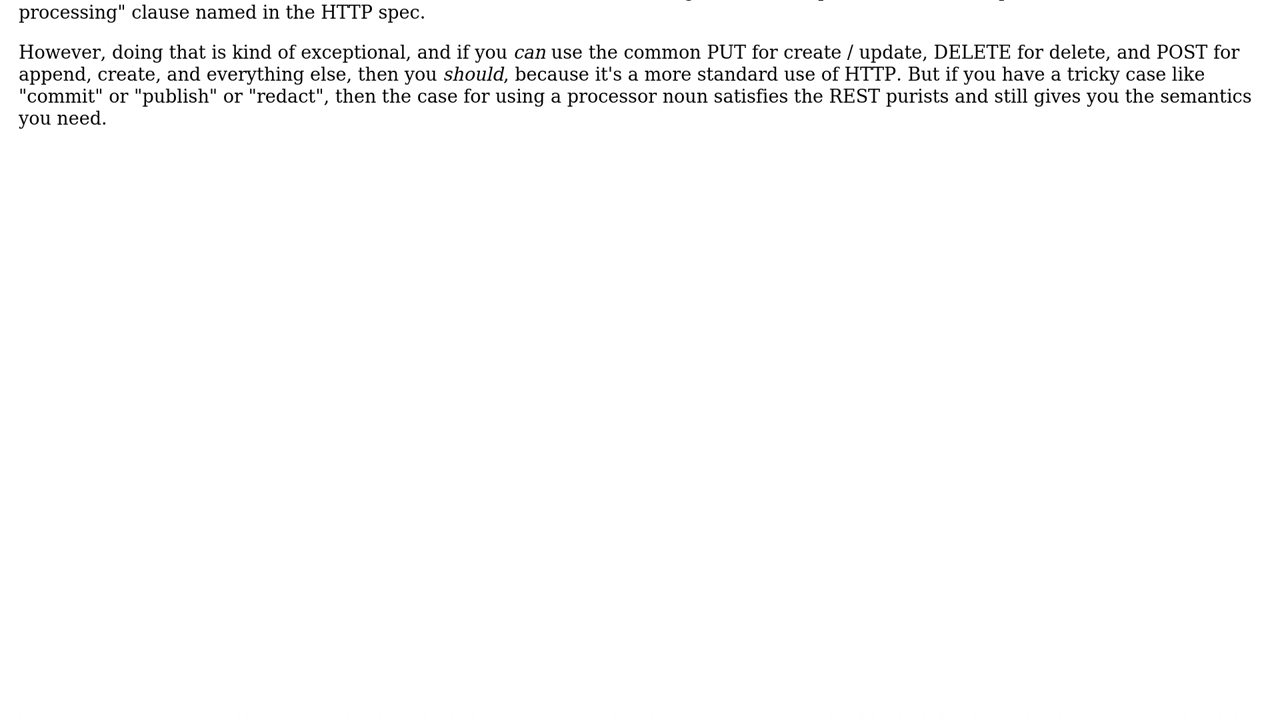 processing" clause named in the HTTP spec.
However, doing that is kind of exceptional, and if you can use the common PUT for create / update, DELETE for delete, and POST for
append, create, and everything else, then you should, because it's a more standard use of HTTP. But if you have a tricky case like
"commit" or "publish" or "redact", then the case for using a processor noun satisfies the REST purists and still gives you the semantics
you need.